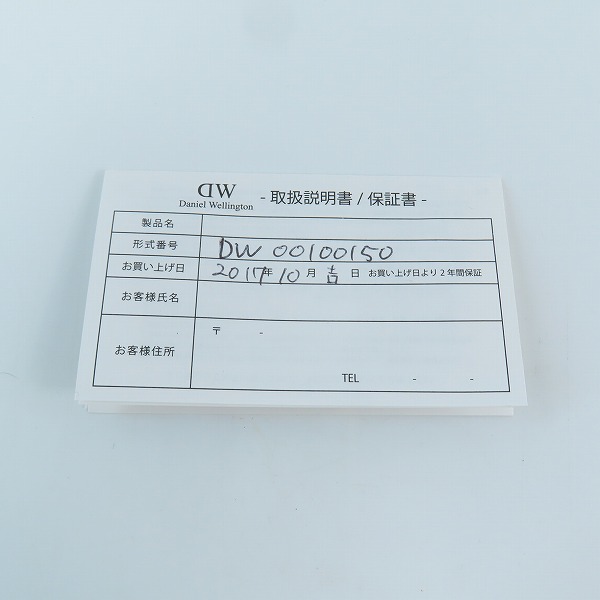 DW
Daniel Wellington
- 取扱説明書 / 保証書 -
製品名
形式番号 DW 00100150
お買い上げ日 2017年10月吉日 お買い上げ日より2年間保証
お客様氏名
お客様住所 〒 -
TEL - -